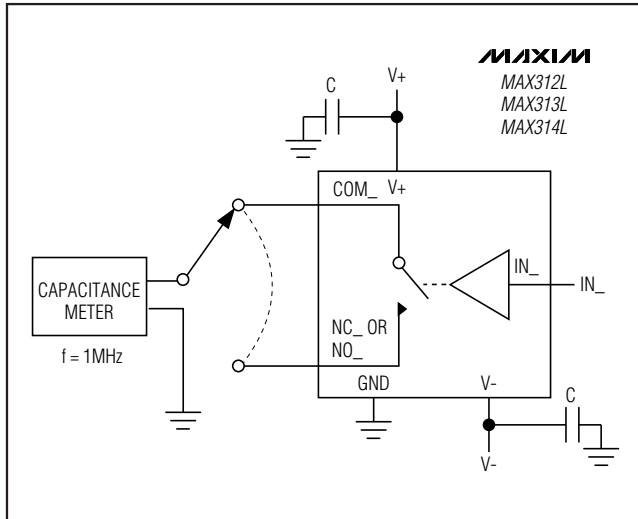 MAXIM
MAX312L
MAX313L
MAX314L
V+
C
COM_
V+
IN_
IN_
CAPACITANCE
METER
f = 1MHz
NC_ OR
NO_
GND
V-
C
V-